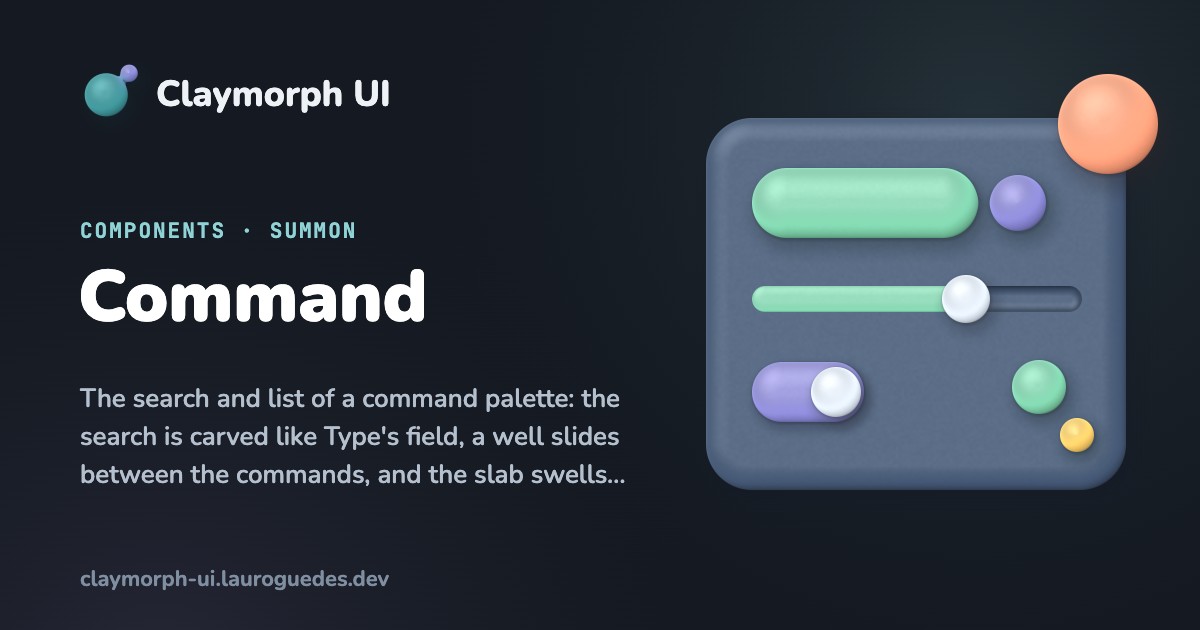 Claymorph UI
COMPONENTS · SUMMON
Command
The search and list of a command palette: the
search is carved like Type's field, a well slides
between the commands, and the slab swells...
claymorph-ui.lauroguedes.dev